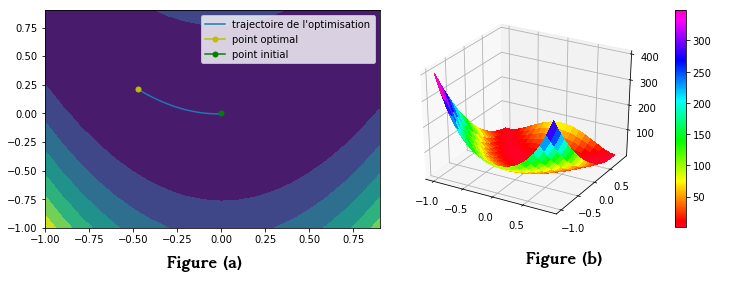 trajectoire de l'optimisation
point optimal
point initial
0.75
0.50
0.25
0.00
−0.25
−0.50
−0.75
−1.00
−1.00 −0.75 −0.50 −0.25 0.00 0.25 0.50 0.75
Figure (a)
400
300
200
100
−1.0 −0.5 0.0 0.5
−1.0 −0.5 0.0 0.5
300
250
200
150
100
50
Figure (b)